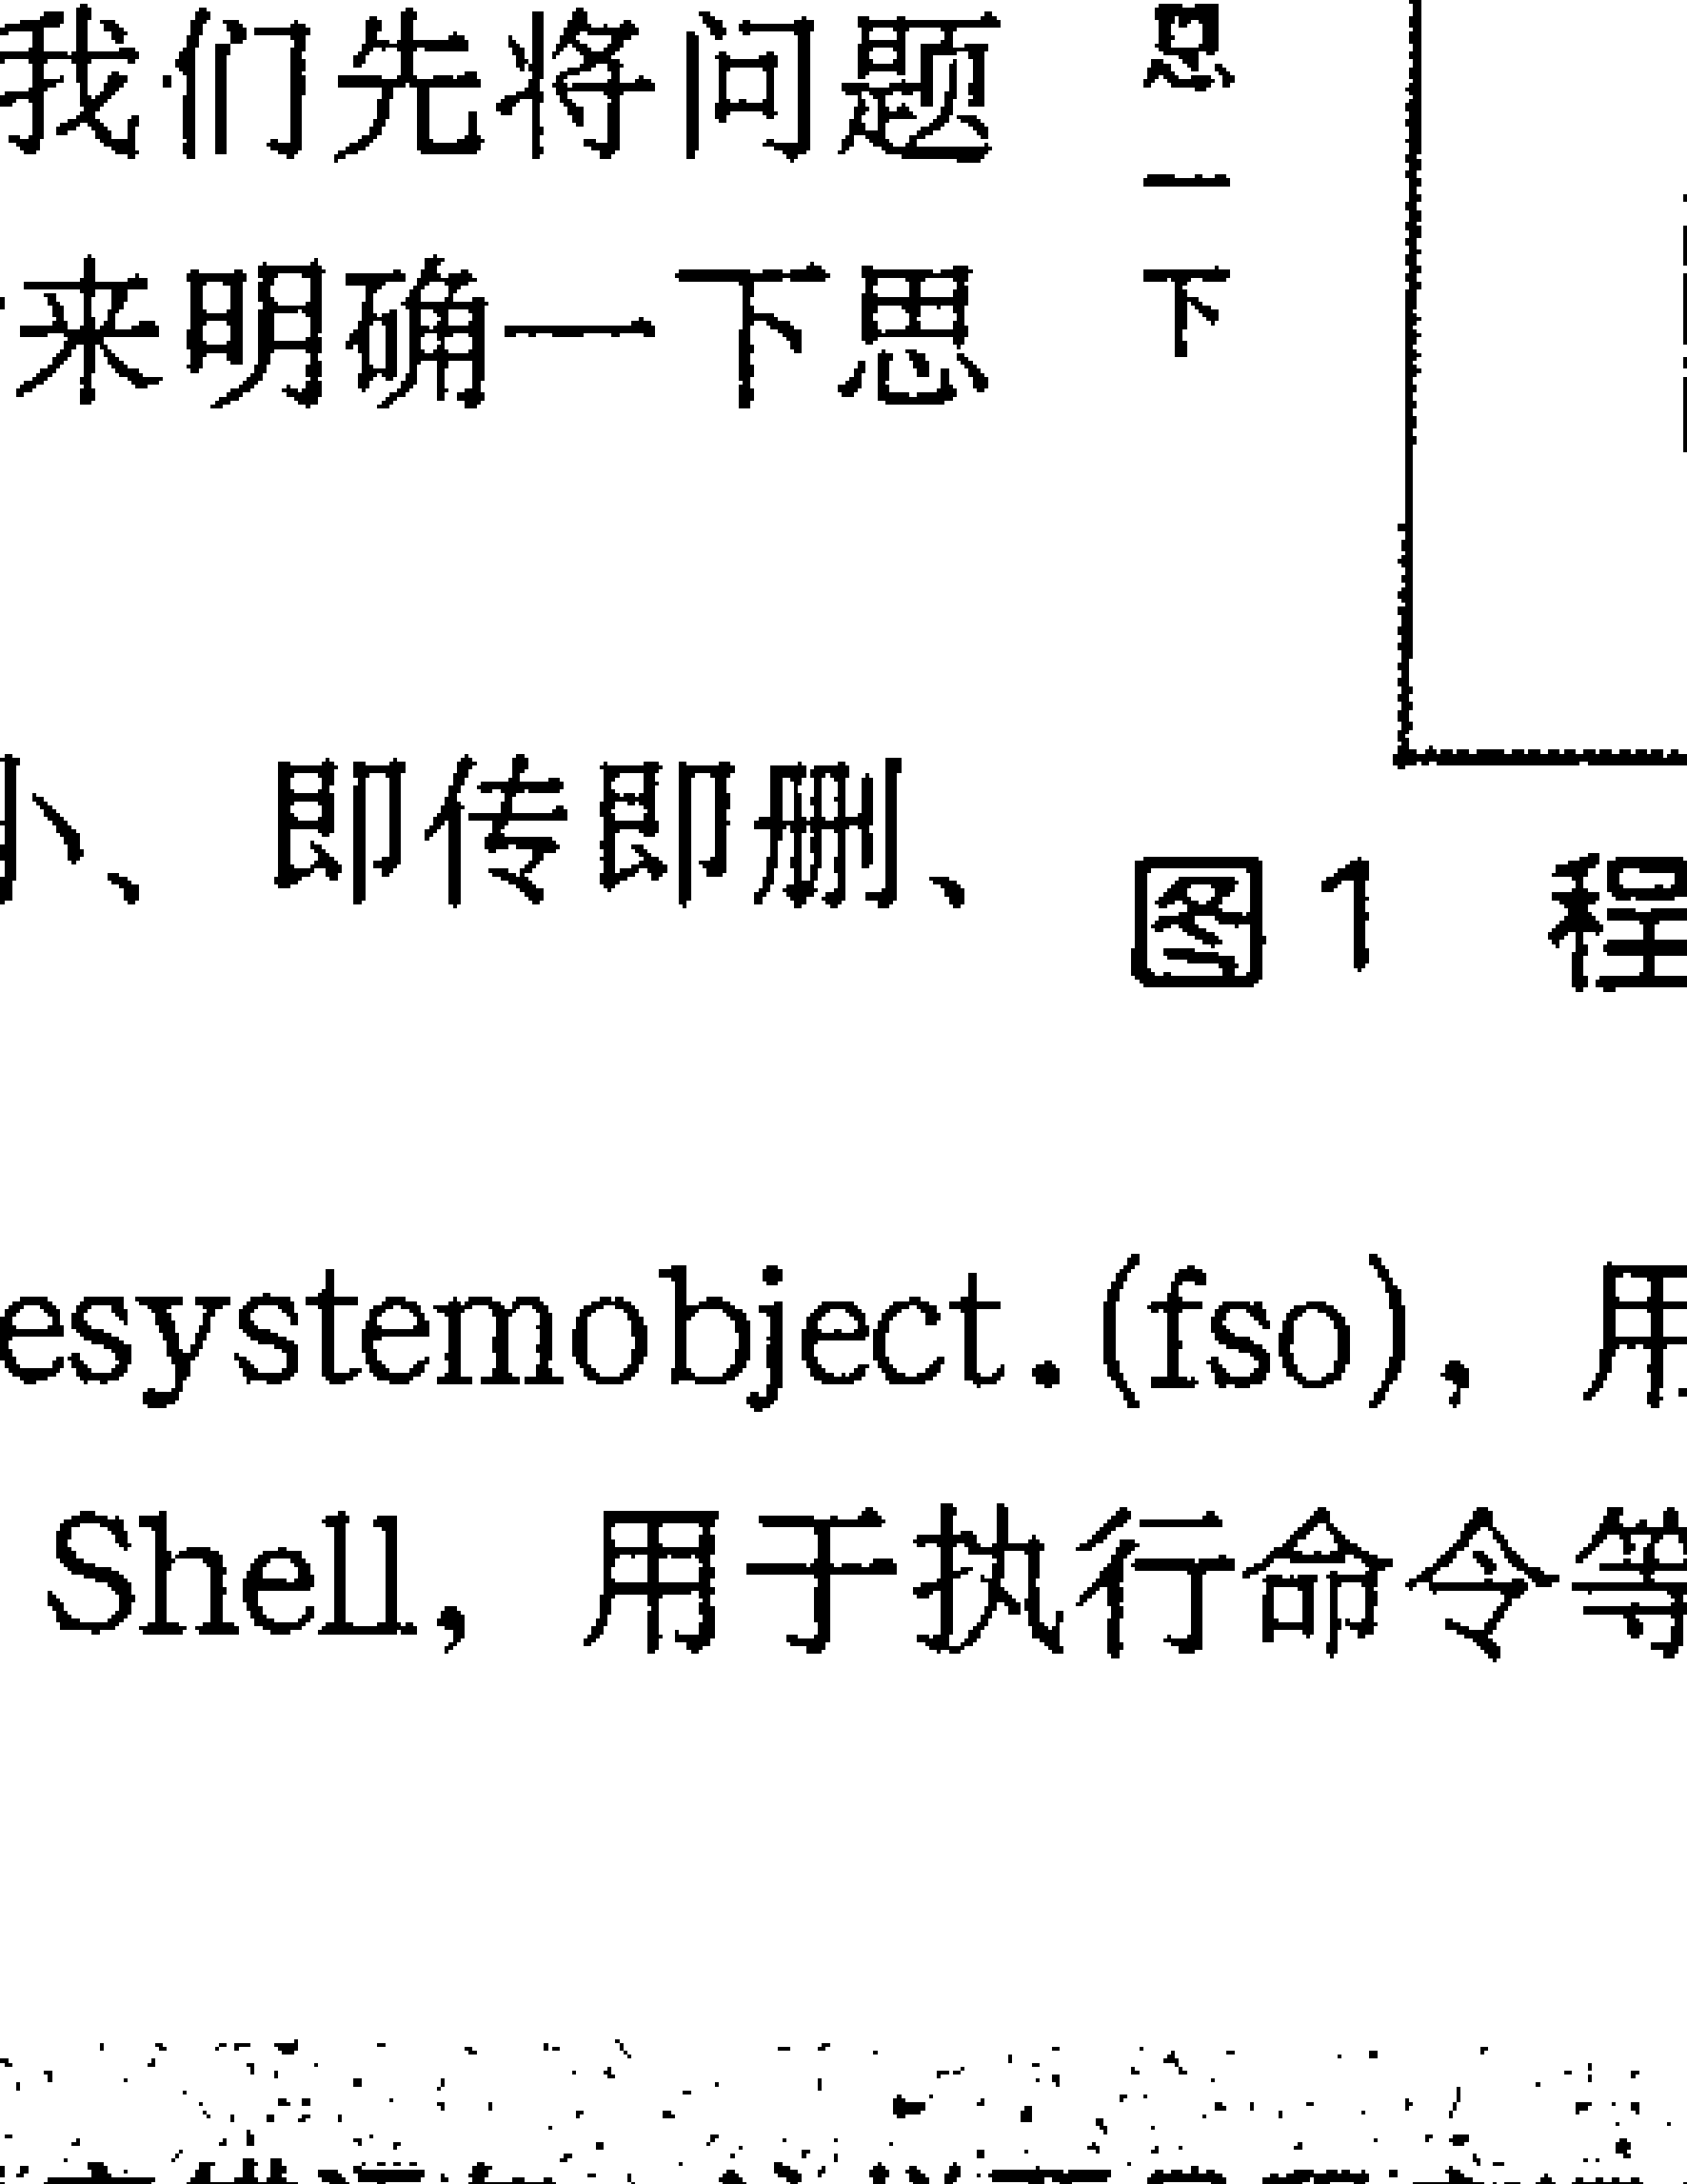 我们先将问题
来明确一下思
一
下
小、即传即删、
图1 程
esystemobject.(fso)，用
Shell，用于执行命令等